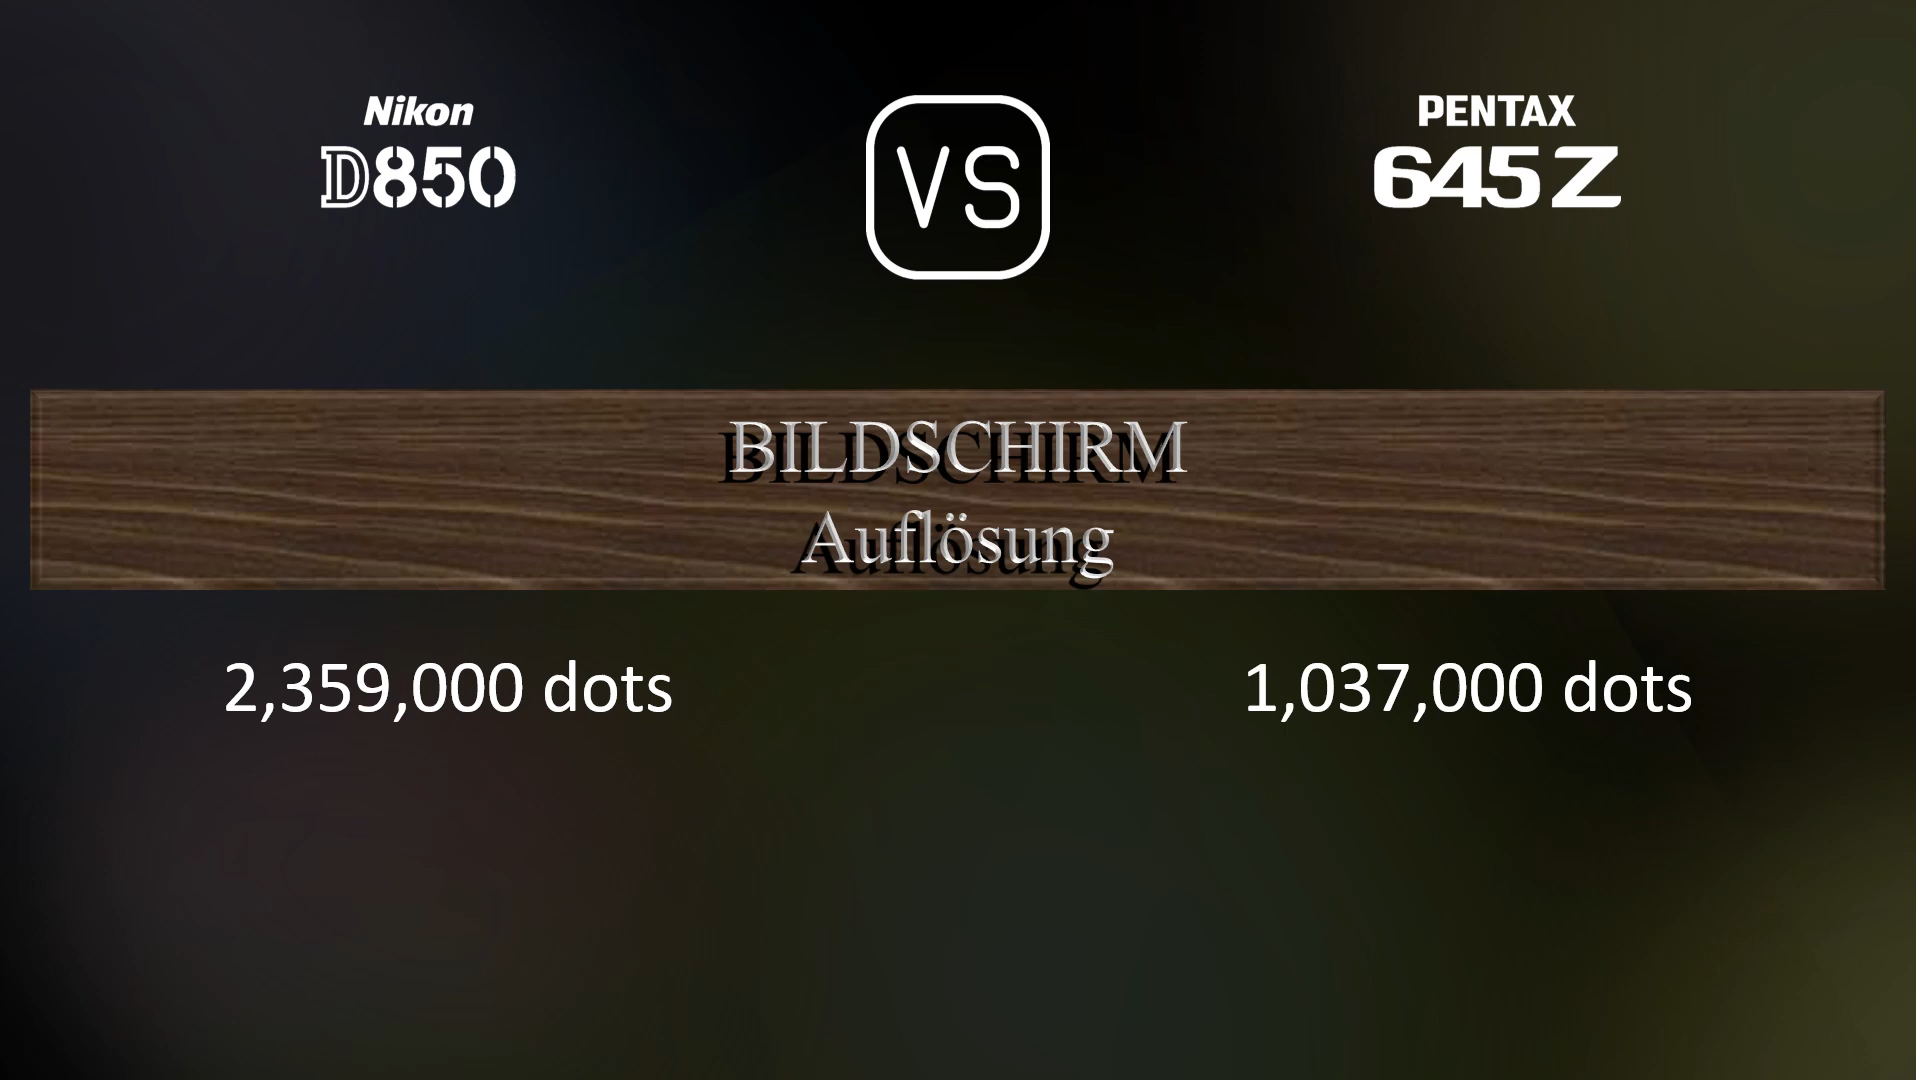 Nikon
D850
VS
PENTAX
645Z
BILDSCHIRM
Auflösung
2,359,000 dots
1,037,000 dots